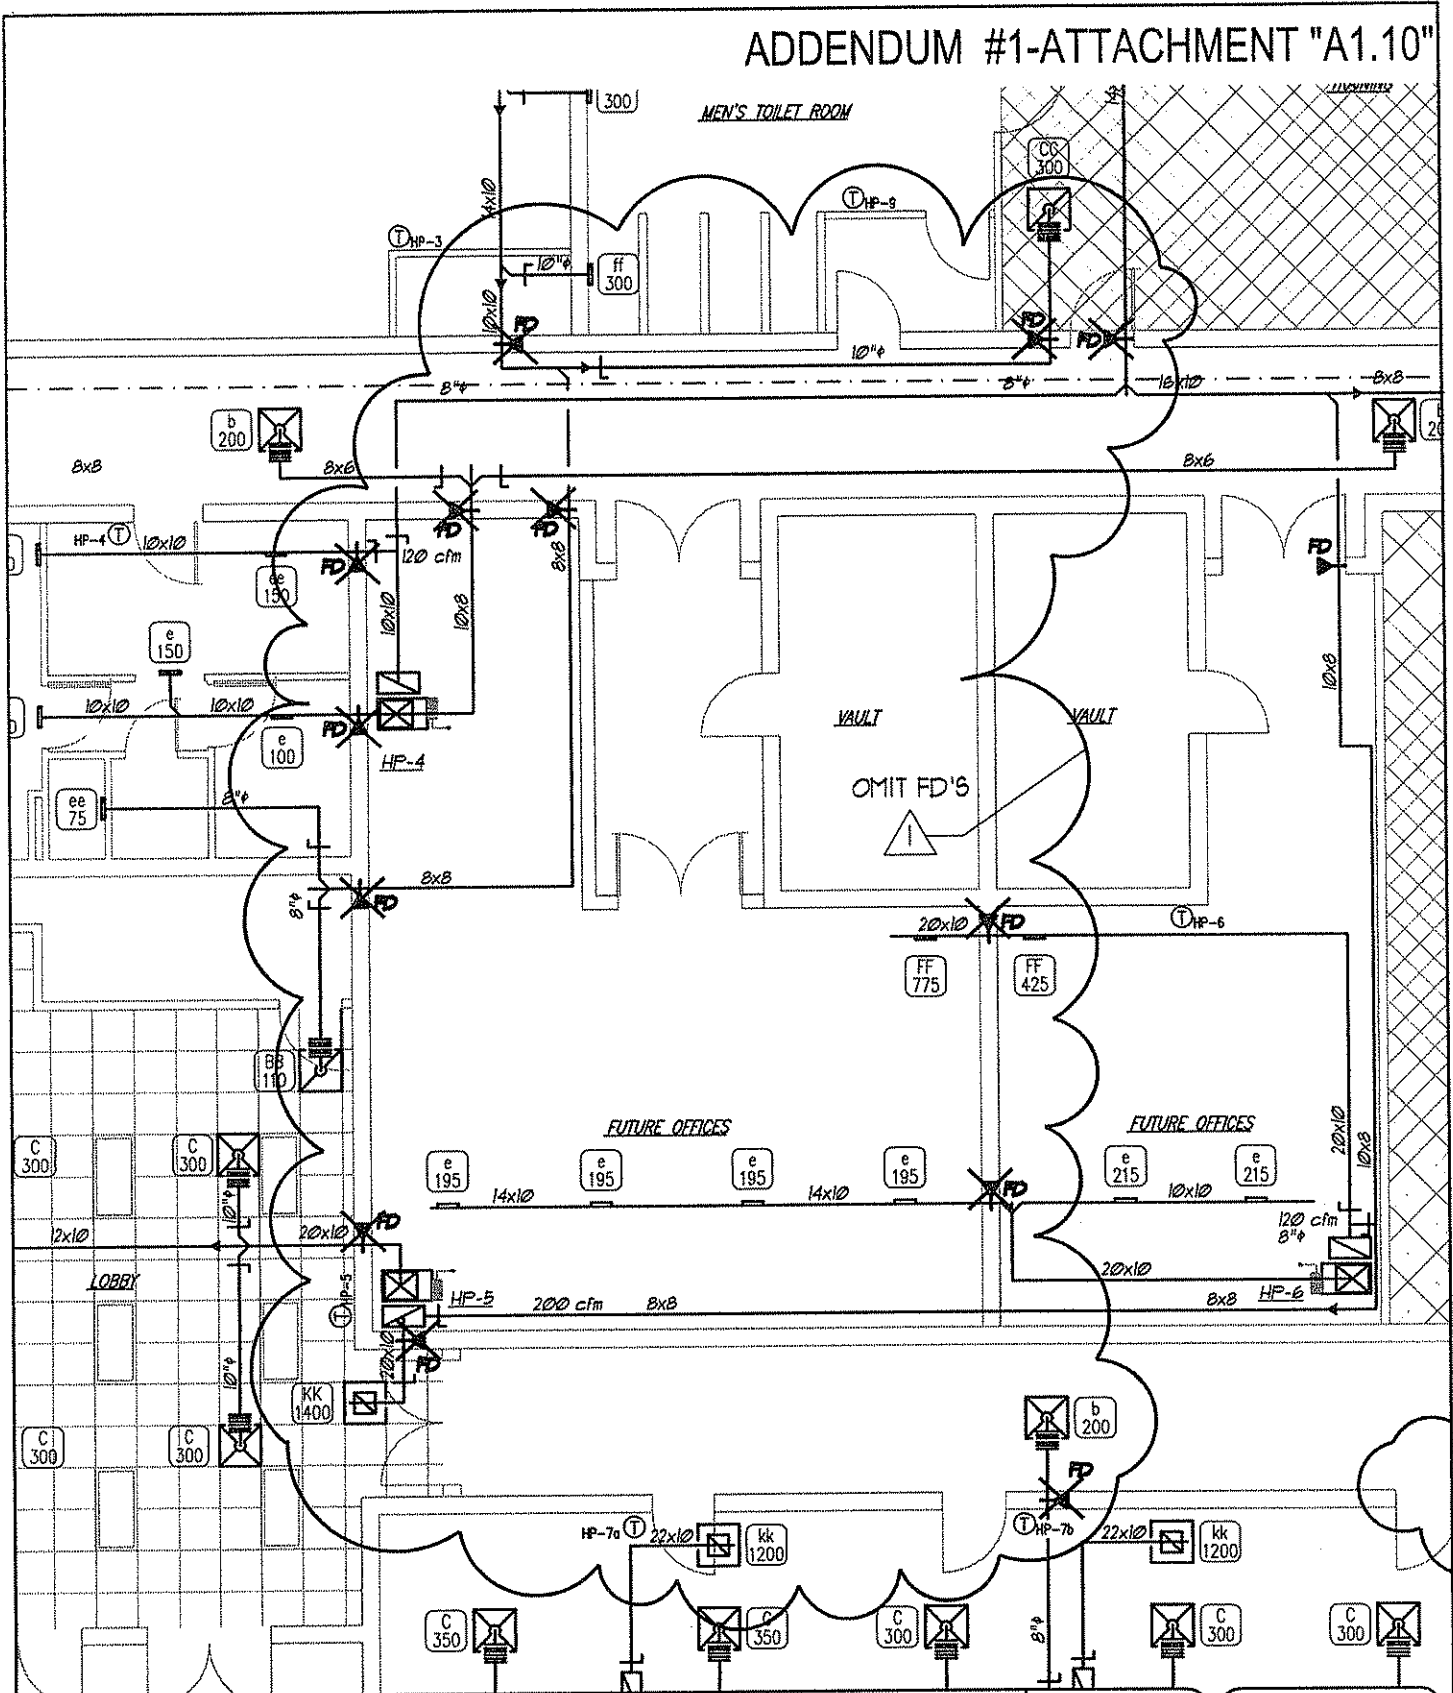 ADDENDUM #1-ATTACHMENT "A1.10"
300
MEN'S TOILET ROOM
CC
300
14x10
T HP-9
T HP-3
10"φ
ff
300
10x10
FD
FD
FD
10"φ
8"φ
8"φ
16x10
8x8
b
200
8x8
8x6
8x6
HP-4 T
10x10
FD
FD
FD
FD
120 cfm
8x8
ee
150
10x10
10x8
e
150
10x8
10x10
10x10
FD
e
100
HP-4
VAULT
VAULT
OMIT FD'S
1
ee
75
8"φ
8x8
8"φ
FD
20x10
FD
T HP-6
FF
775
FF
425
BB
110
C
300
C
300
FUTURE OFFICES
FUTURE OFFICES
20x10
10x8
e
195
e
195
e
195
e
195
e
215
e
215
14x10
14x10
FD
10x10
10"φ
12x10
20x10
FD
120 cfm
8"φ
LOBBY
T HP-5
HP-5
20x10
HP-6
200 cfm
8x8
8x8
20x10
FD
10"φ
KK
1400
b
200
C
300
C
300
FD
HP-7a T
22x10
kk
1200
T HP-7b
22x10
kk
1200
C
350
C
350
C
300
8"φ
C
300
C
300